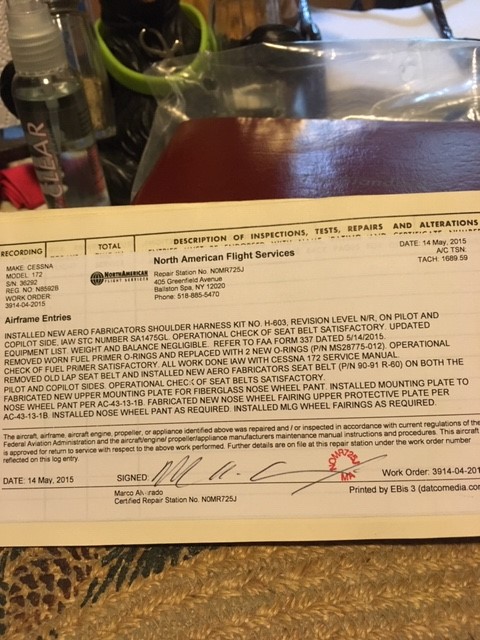 CLEAR
DESCRIPTION OF INSPECTIONS, TESTS, REPAIRS AND ALTERATIONS
RECORDING TOTAL
MAKE: CESSNA
MODEL: 172
S/N: 36292
REG. NO: N8592B
WORK ORDER
3914-04-2015
NORTHAMERICAN
FLIGHT SERVICES
North American Flight Services
Repair Station No. N0MR725J
405 Greenfield Avenue
Ballston Spa, NY 12020
Phone: 518-885-5470
DATE: 14 May, 2015
A/C TSN:
TACH: 1689.59
Airframe Entries
INSTALLED NEW AERO FABRICATORS SHOULDER HARNESS KIT NO. H-603, REVISION LEVEL N/R, ON PILOT AND
COPILOT SIDE, IAW STC NUMBER SA1475GL. OPERATIONAL CHECK OF SEAT BELT SATISFACTORY. UPDATED
EQUIPMENT LIST. WEIGHT AND BALANCE NEGLIGIBLE. REFER TO FAA FORM 337 DATED 5/14/2015.
REMOVED WORN FUEL PRIMER O-RINGS AND REPLACED WITH 2 NEW O-RINGS (P/N MS28775-012). OPERATIONAL
CHECK OF FUEL PRIMER SATISFACTORY. ALL WORK DONE IAW WITH CESSNA 172 SERVICE MANUAL.
REMOVED OLD LAP SEAT BELT AND INSTALLED NEW AERO FABRICATORS SEAT BELT (P/N 90-91 R-60) ON BOTH THE
PILOT AND COPILOT SIDES. OPERATIONAL CHECK OF SEAT BELTS SATISFACTORY.
FABRICATED NEW UPPER MOUNTING PLATE FOR FIBERGLASS NOSE WHEEL PANT. INSTALLED MOUNTING PLATE TO
NOSE WHEEL PANT PER AC-43-13-1B. FABRICATED NEW NOSE WHEEL FAIRING UPPER PROTECTIVE PLATE PER
AC-43-13-1B. INSTALLED NOSE WHEEL PANT AS REQUIRED. INSTALLED MLG WHEEL FAIRINGS AS REQUIRED.
The aircraft, airframe, aircraft engine, propeller, or appliance identified above was repaired and / or inspected in accordance with current regulations of the
Federal Aviation Administration and the aircraft/engine/ propeller/appliance manufacturers maintenance manual instructions and procedures. This aircraft
is approved for return to service with respect to the above work performed. Further details are on file at this repair station under the work order number
reflected on this log entry.
DATE: 14 May, 2015
SIGNED:
Marco Alvarado
Certified Repair Station No. N0MR725J
N0MR725J
MA
Work Order: 3914-04-201
Printed by EBis 3 (datcomedia.com